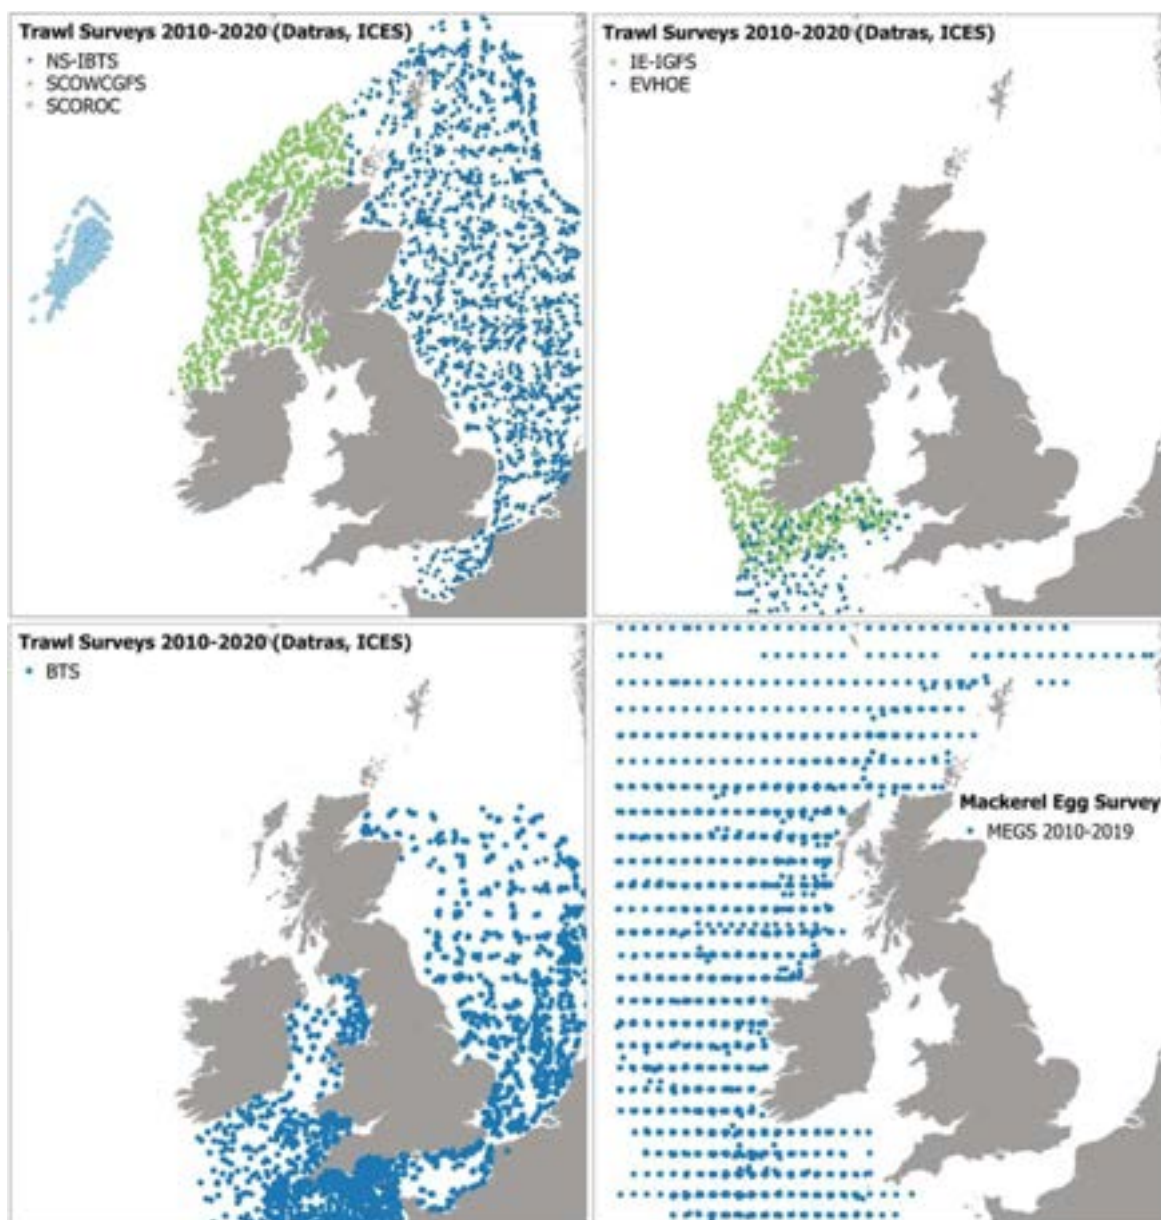 Trawl Surveys 2010-2020 (Datras, ICES)
NS-IBTS
SCOWCGFS
SCOROC
Trawl Surveys 2010-2020 (Datras, ICES)
IE-IGFS
EVHOE
Trawl Surveys 2010-2020 (Datras, ICES)
BTS
Mackerel Egg Survey
MEGS 2010-2019